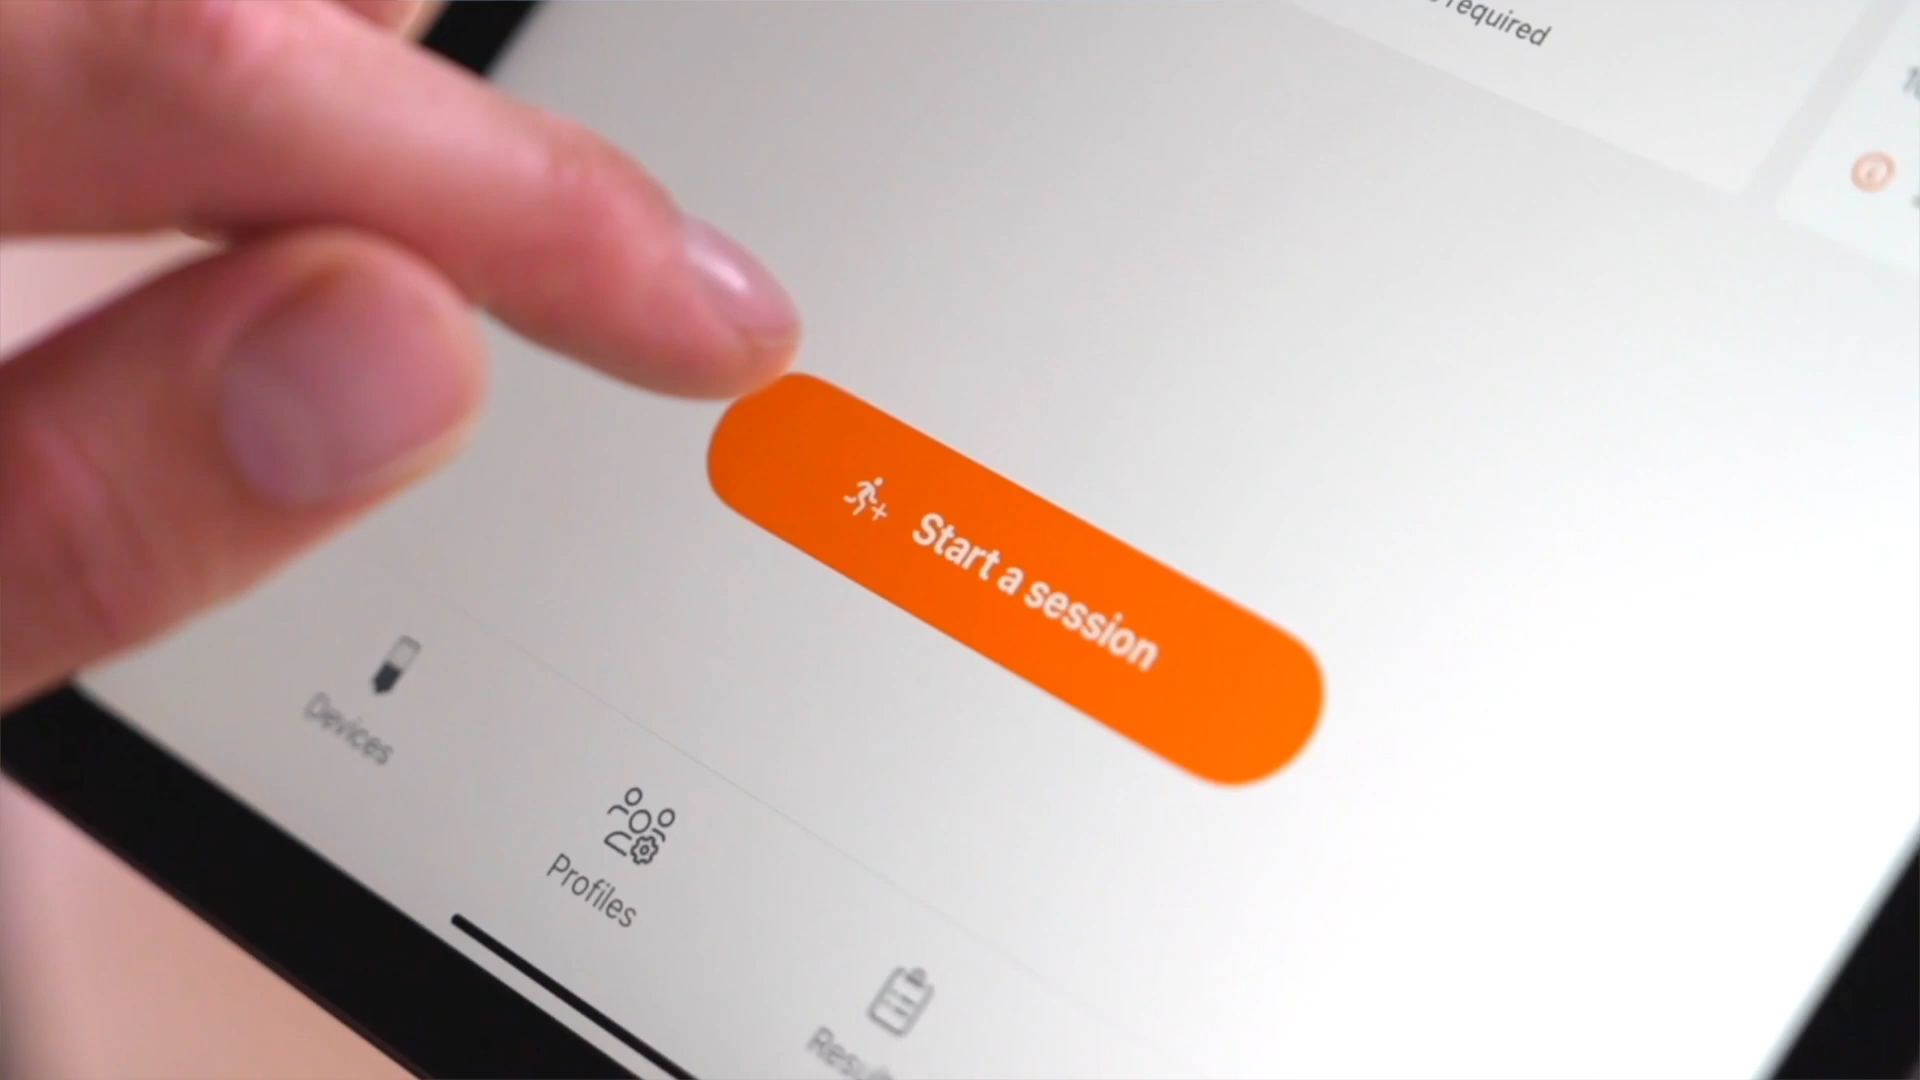 required
Start a session
Devices
Profiles